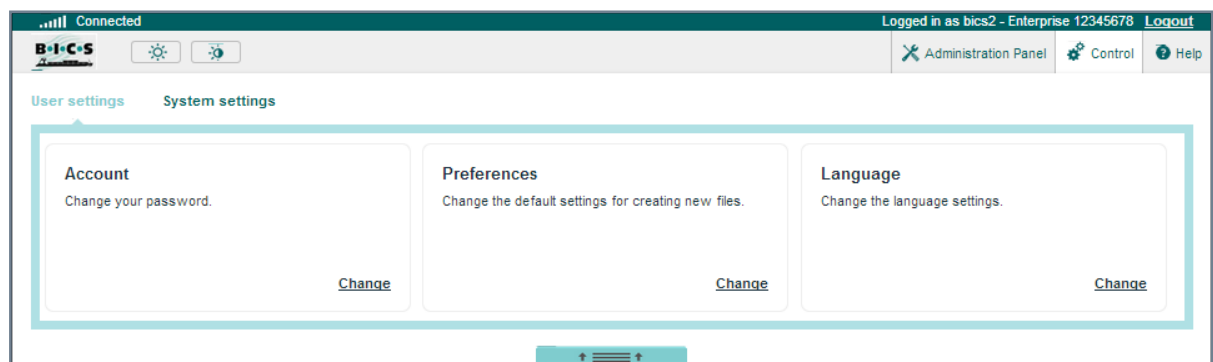 Connected
Logged in as bics2 - Enterprise 12345678 Logout
B•I•C•S
Administration Panel
Control
Help
User settings
System settings
Account
Change your password.
Change
Preferences
Change the default settings for creating new files.
Change
Language
Change the language settings.
Change